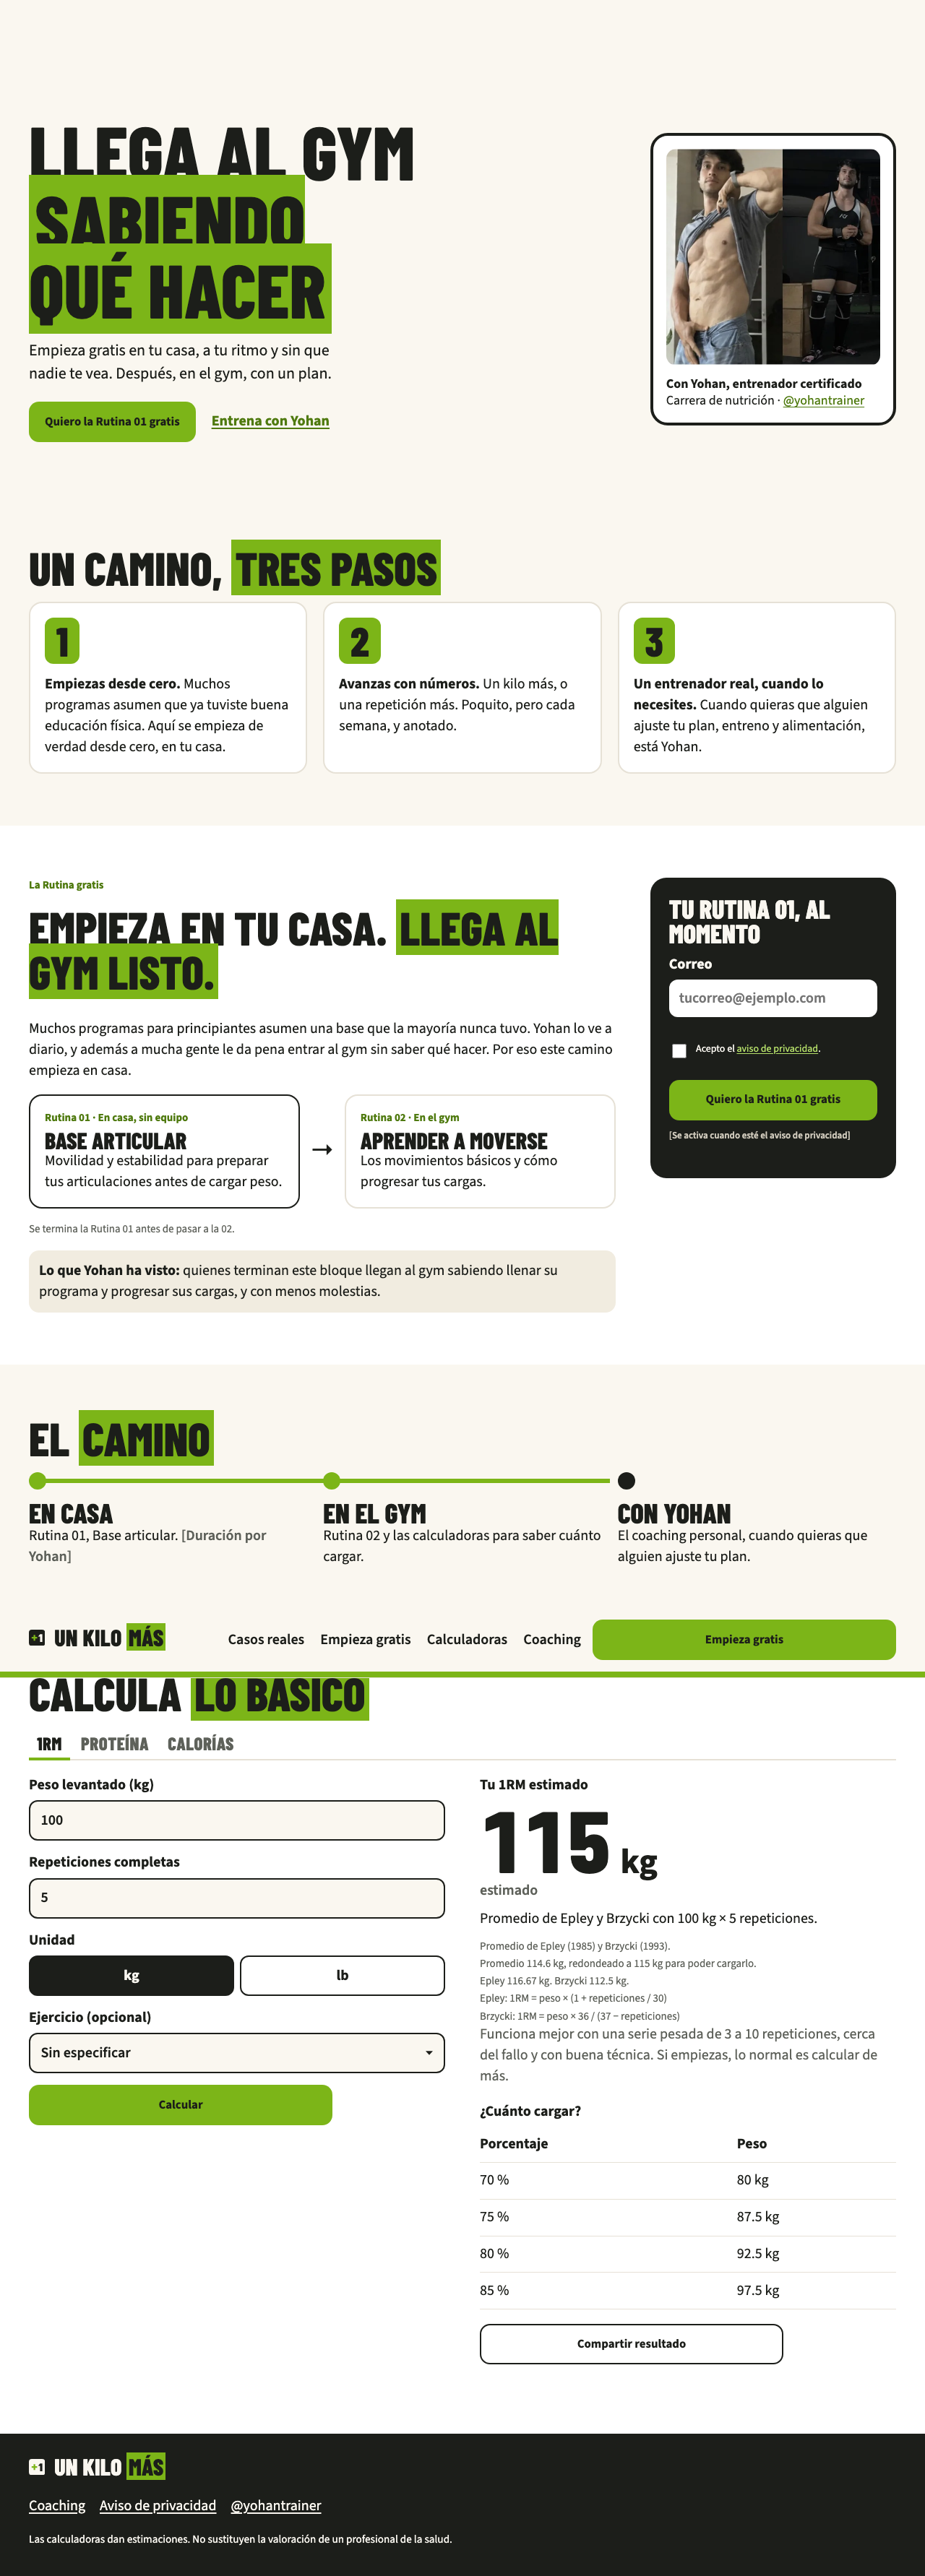 LLEGA AL GYM
SABIENDO
QUÉ HACER
Empieza gratis en tu casa, a tu ritmo y sin que
nadie te vea. Después, en el gym, con un plan.
Quiero la Rutina 01 gratis
Entrena con Yohan
Con Yohan, entrenador certificado
Carrera de nutrición · @yohantrainer
UN CAMINO, TRES PASOS
1
Empiezas desde cero. Muchos
programas asumen que ya tuviste buena
educación física. Aquí se empieza de
verdad desde cero, en tu casa.
2
Avanzas con números. Un kilo más, o
una repetición más. Poquito, pero cada
semana, y anotado.
3
Un entrenador real, cuando lo
necesites. Cuando quieras que alguien
ajuste tu plan, entreno y alimentación,
está Yohan.
La Rutina gratis
EMPIEZA EN TU CASA. LLEGA AL
GYM LISTO.
Muchos programas para principiantes asumen una base que la mayoría nunca tuvo. Yohan lo ve a
diario, y además a mucha gente le da pena entrar al gym sin saber qué hacer. Por eso este camino
empieza en casa.
Rutina 01 · En casa, sin equipo
BASE ARTICULAR
Movilidad y estabilidad para preparar
tus articulaciones antes de cargar peso.
→
Rutina 02 · En el gym
APRENDER A MOVERSE
Los movimientos básicos y cómo
progresar tus cargas.
Se termina la Rutina 01 antes de pasar a la 02.
Lo que Yohan ha visto: quienes terminan este bloque llegan al gym sabiendo llenar su
programa y progresar sus cargas, y con menos molestias.
TU RUTINA 01, AL
MOMENTO
Correo
tucorreo@ejemplo.com
Acepto el aviso de privacidad.
Quiero la Rutina 01 gratis
[Se activa cuando esté el aviso de privacidad]
EL CAMINO
EN CASA
Rutina 01, Base articular. [Duración por
Yohan]
EN EL GYM
Rutina 02 y las calculadoras para saber cuánto
cargar.
CON YOHAN
El coaching personal, cuando quieras que
alguien ajuste tu plan.
+1 UN KILO MÁS
Casos reales
Empieza gratis
Calculadoras
Coaching
Empieza gratis
CALCULA LO BÁSICO
1RM
PROTEÍNA
CALORÍAS
Peso levantado (kg)
100
Repeticiones completas
5
Unidad
kg
lb
Ejercicio (opcional)
Sin especificar
Calcular
Tu 1RM estimado
115 kg
estimado
Promedio de Epley y Brzycki con 100 kg × 5 repeticiones.
Promedio de Epley (1985) y Brzycki (1993).
Promedio 114.6 kg, redondeado a 115 kg para poder cargarlo.
Epley 116.67 kg. Brzycki 112.5 kg.
Epley: 1RM = peso × (1 + repeticiones / 30)
Brzycki: 1RM = peso × 36 / (37 − repeticiones)
Funciona mejor con una serie pesada de 3 a 10 repeticiones, cerca
del fallo y con buena técnica. Si empiezas, lo normal es calcular de
más.
¿Cuánto cargar?
Porcentaje Peso
70 % 80 kg
75 % 87.5 kg
80 % 92.5 kg
85 % 97.5 kg
Compartir resultado
+1 UN KILO MÁS
Coaching
Aviso de privacidad
@yohantrainer
Las calculadoras dan estimaciones. No sustituyen la valoración de un profesional de la salud.